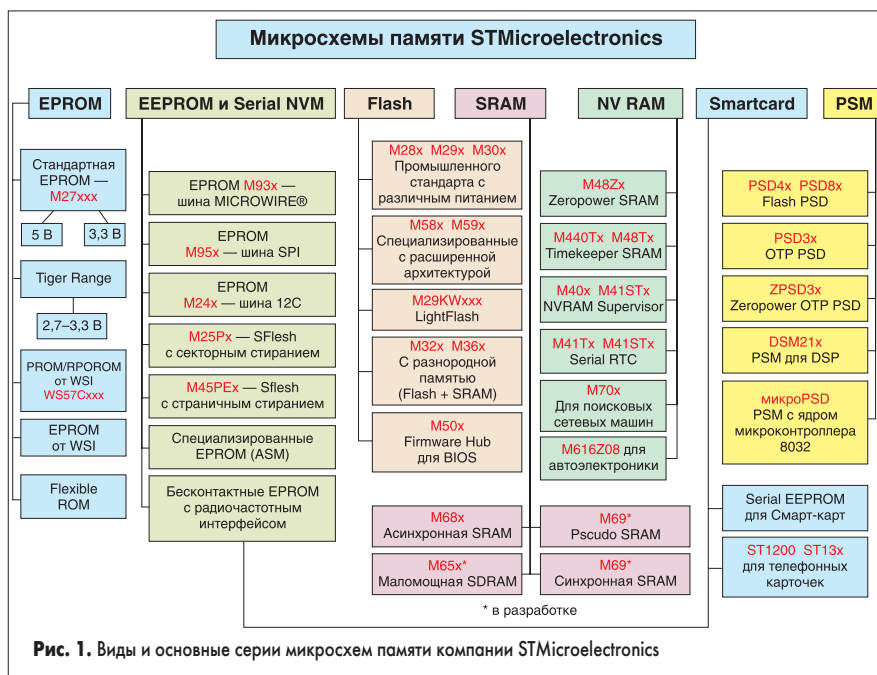 Микросхемы памяти STMicroelectronics
EPROM
Стандартная
EPROM —
M27xxx
5 В
3,3 В
Tiger Range
2,7–3,3 В
PROM/RPOROM
от WSI
WS57Cxxx
EPROM
от WSI
Flexible
ROM
EEPROM и Serial NVM
EPROM M93x —
шина MICROWIRE®
EPROM
M95x — шина SPI
EPROM
M24x — шина 12C
M25Px — SFlesh
с секторным стиранием
M45PEx — Sflesh
с страничным стиранием
Специализированные
EPROM (ASM)
Бесконтактные EPROM
с радиочастотным
интерфейсом
Flash
M28x M29x M30x
Промышленного
стандарта с
различным питанием
M58x M59x
Специализированные
с расширенной
архитектурой
M29KWxxx
LightFlash
M32x M36x
С разнородной
памятью
(Flash + SRAM)
M50x
Firmware Hub
для BIOS
SRAM
M68x
Асинхронная SRAM
M69*
Pscudo SRAM
M65x*
Маломощная SDRAM
M69*
Синхронная SRAM
* в разработке
NV RAM
M48Zx
Zeropower SRAM
M440Tx M48Tx
Timekeeper SRAM
M40x M41STx
NVRAM Supervisor
M41Tx M41STx
Serial RTC
M70x
Для поисковых
сетевых машин
M616Z08 для
автоэлектроники
Smartcard
Serial EEPROM
для Смарт-карт
ST1200 ST13x
для телефонных
карточек
PSM
PSD4x PSD8x
Flash PSD
PSD3x
OTP PSD
ZPSD3x
Zeropower OTP PSD
DSM21x
PSM для DSP
микроPSD
PSM с ядром
микроконтроллера
8032
Рис. 1. Виды и основные серии микросхем памяти компании STMicroelectronics